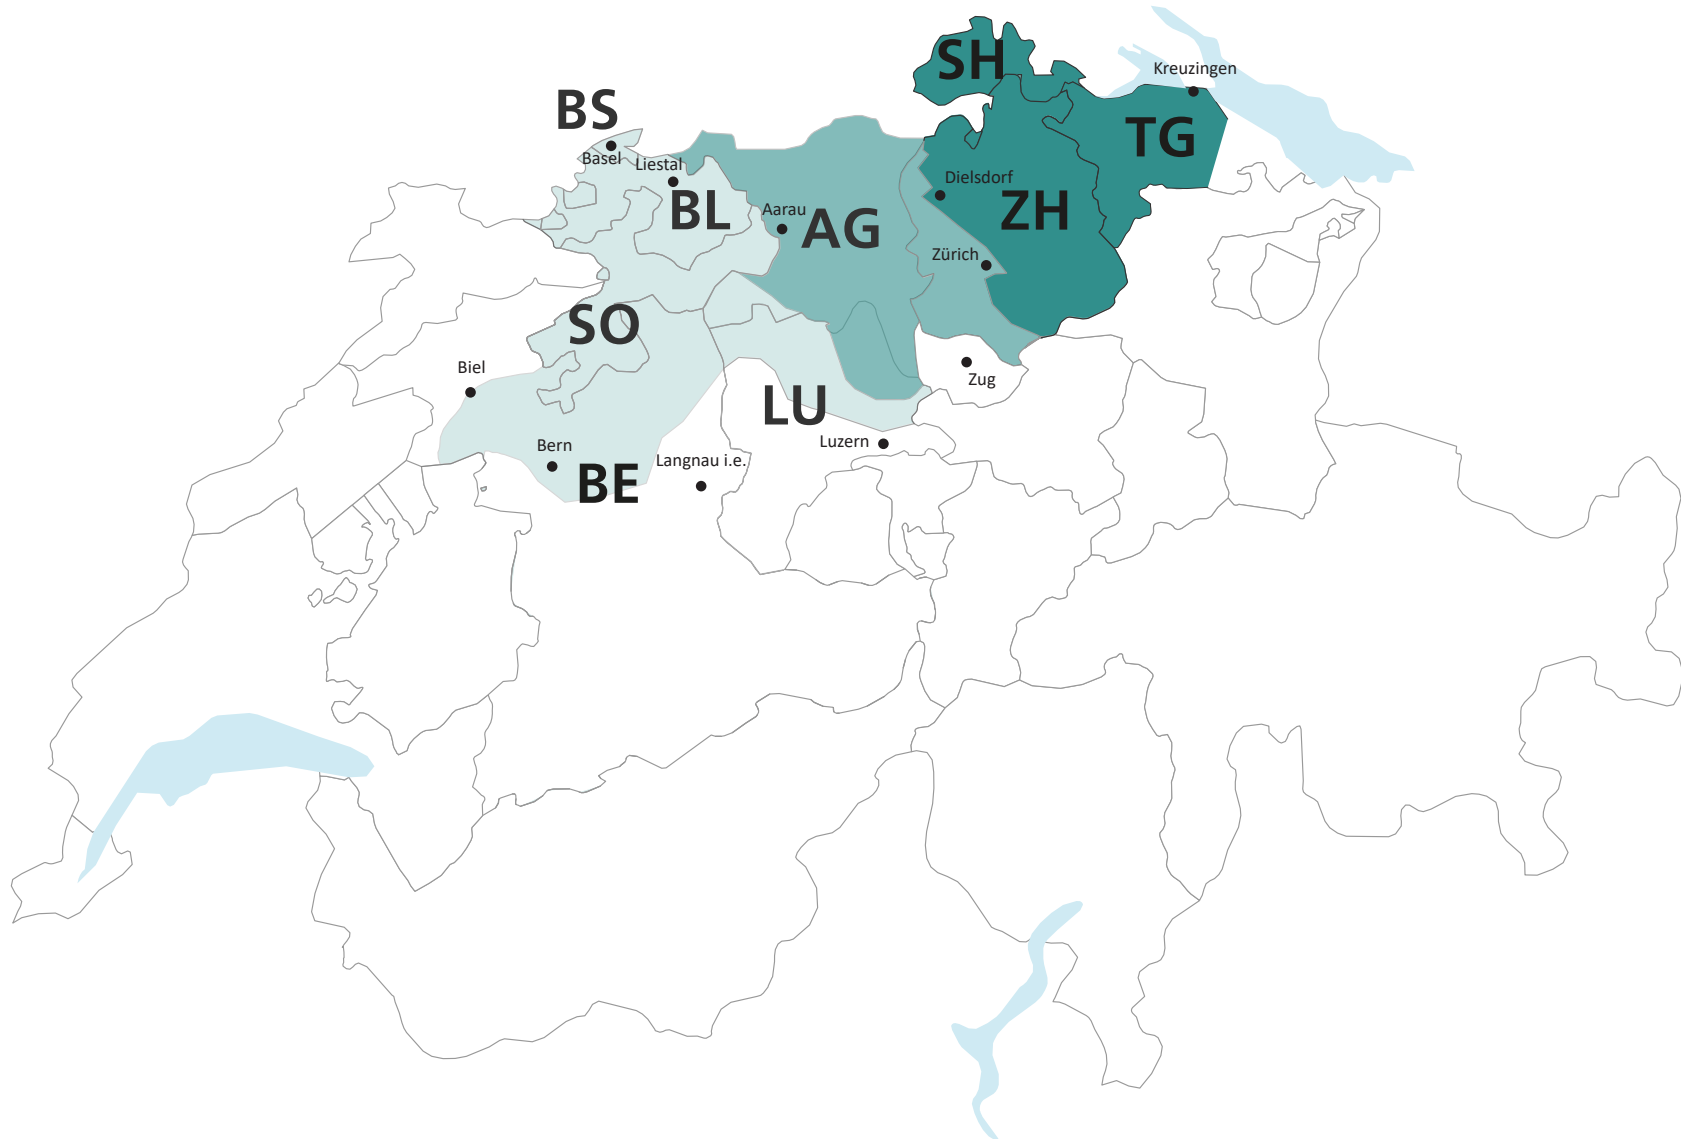 SH
Kreuzingen
BS
TG
Basel
Liestal
Dielsdorf
BL
Aarau
AG
ZH
Zürich
SO
Biel
Zug
LU
Luzern
Bern
Langnau i.e.
BE